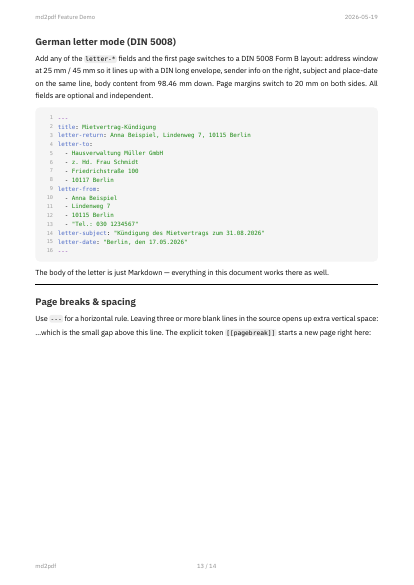 md2pdf Feature Demo 2026-05-19
German letter mode (DIN 5008)
Add any of the letter-* fields and the first page switches to a DIN 5008 Form B layout: address window
at 25 mm / 45 mm so it lines up with a DIN long envelope, sender info on the right, subject and place-date
on the same line, body content from 98.46 mm down. Page margins switch to 20 mm on both sides. All
fields are optional and independent.
1 ---
2 title: Mietvertrag-Kündigung
3 letter-return: Anna Beispiel, Lindenweg 7, 10115 Berlin
4 letter-to:
5 - Hausverwaltung Müller GmbH
6 - z. Hd. Frau Schmidt
7 - Friedrichstraße 100
8 - 10117 Berlin
9 letter-from:
10 - Anna Beispiel
11 - Lindenweg 7
12 - 10115 Berlin
13 - "Tel.: 030 1234567"
14 letter-subject: "Kündigung des Mietvertrags zum 31.08.2026"
15 letter-date: "Berlin, den 17.05.2026"
16 ---
The body of the letter is just Markdown — everything in this document works there as well.
Page breaks & spacing
Use --- for a horizontal rule. Leaving three or more blank lines in the source opens up extra vertical space:
...which is the small gap above this line. The explicit token [[pagebreak]] starts a new page right here:
md2pdf 13 / 14